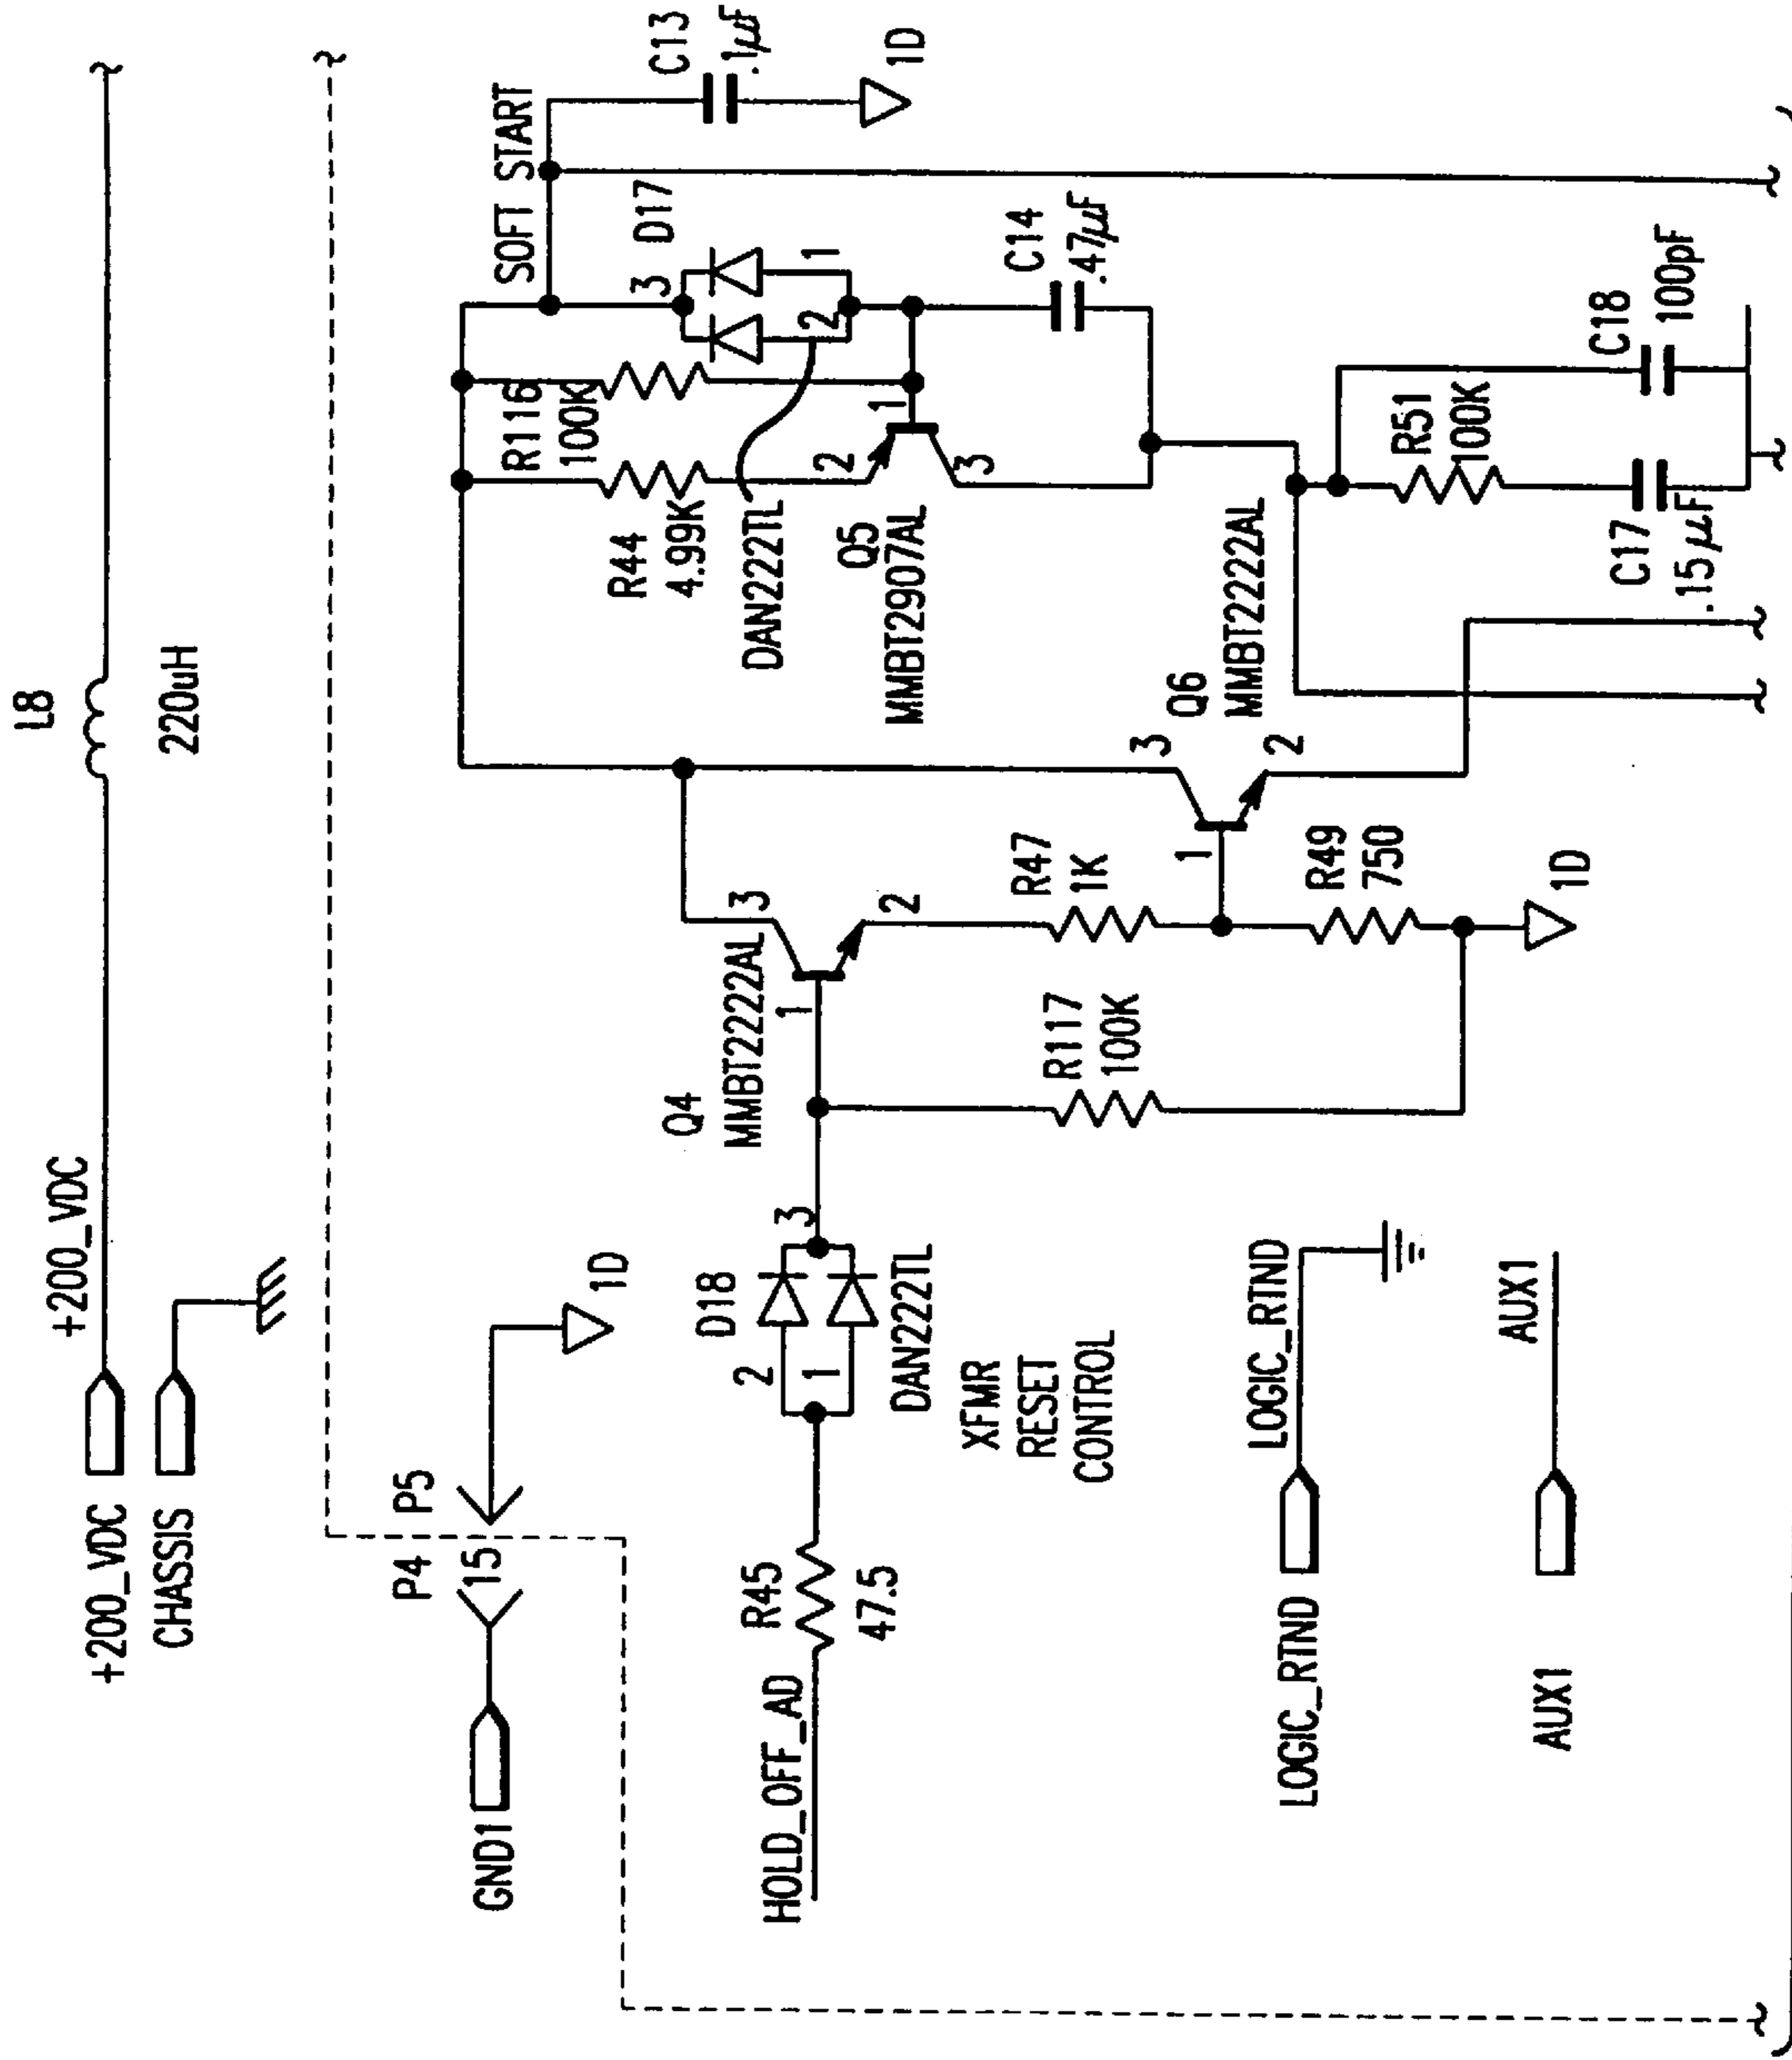 L8
220uH
+200_VDC
+200_VDC
CHASSIS
P4 P5
15
1D
GND1
SOFT START
C13
.1µF
1D
R116
100K
D17
3
1
2
R44
4.99K
DAN222TL
Q5
MMBT2907AL
1
2
3
C14
.47µF
Q4
MMBT2222AL
1
3
2
Q6
MMBT2222AL
3
1
2
R47
1K
R49
750
1D
R117
100K
R51
100K
C18
100pF
C17
.15µF
HOLD_OFF_AD
R45
47.5
D18
2
1
3
DAN222TL
XFMR
RESET
CONTROL
LOGIC_RTND
LOGIC_RTND
AUX1
AUX1